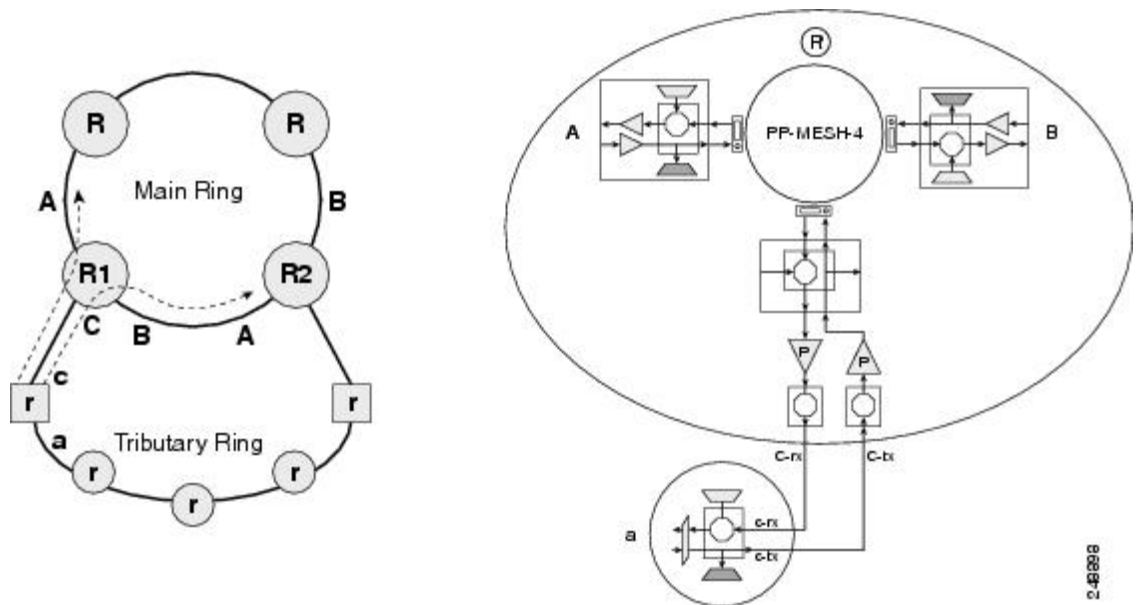 R
R
Main Ring
A
B
R1
R2
C
B
A
c
r
r
a
Tributary Ring
r
r
r
R
A
PP-MESH-4
B
P
P
C-rx
C-tx
a
c-rx
c-tx
248898